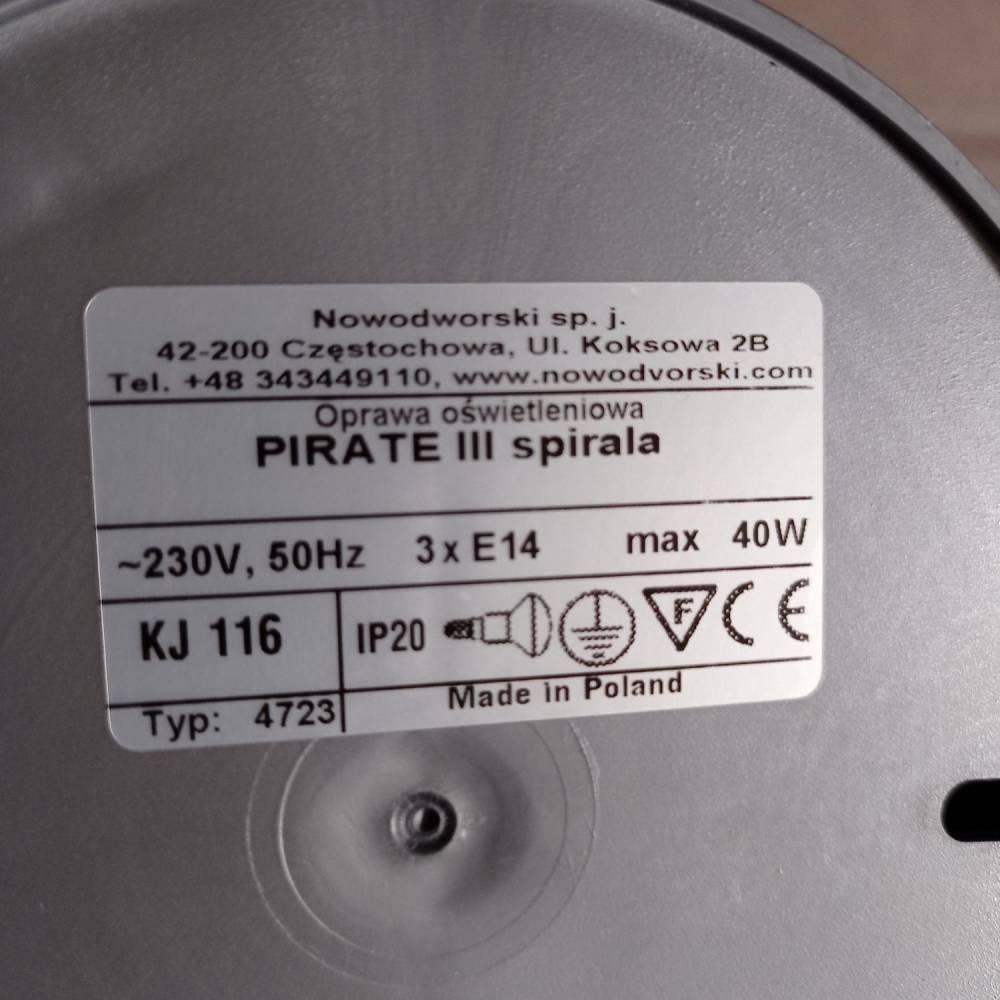 Nowodworski sp. j.
42-200 Częstochowa, Ul. Koksowa 2B
Tel. +48 343449110, www.nowodvorski.com
Oprawa oświetleniowa
PIRATE III spirala
~230V, 50Hz 3 x E14 max 40W
KJ 116 IP20 F CE
Typ: 4723 Made in Poland